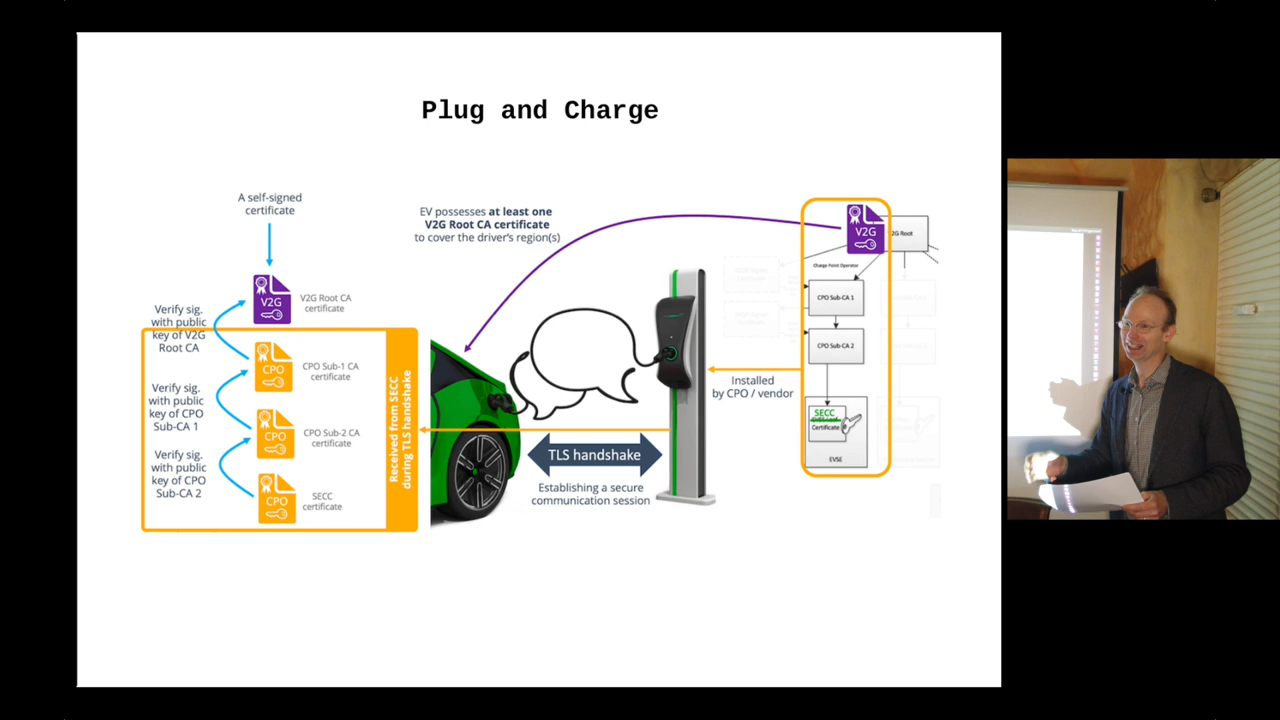 Plug and Charge
A self-signed
certificate
V2G
V2G Root CA
certificate
Verify sig.
with public
key of V2G
Root CA
CPO
CPO Sub-1 CA
certificate
Verify sig.
with public
key of CPO
Sub-CA 1
CPO
CPO Sub-2 CA
certificate
Verify sig.
with public
key of CPO
Sub-CA 2
CPO
SECC
certificate
Received from SECC
during TLS handshake
EV possesses at least one
V2G Root CA certificate
to cover the driver's region(s)
TLS handshake
Establishing a secure
communication session
Installed
by CPO / vendor
V2G
V2G Root
Charge Point Operator
CPO Sub-CA 1
CPO Sub-CA 2
SECC
Certificate
EVSE